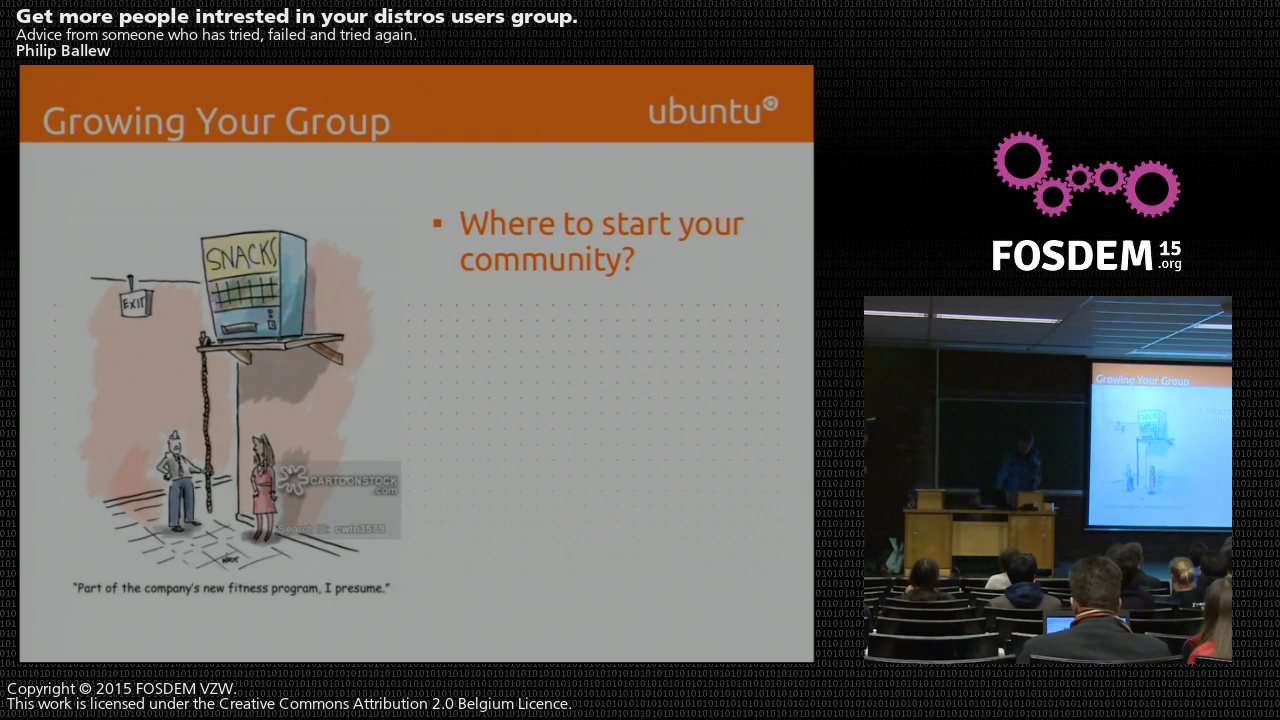 Get more people intrested in your distros users group.
Advice from someone who has tried, failed and tried again.
Philip Ballew
Growing Your Group
ubuntu
Where to start your
community?
SNACKS
EXIT
CARTOONSTOCK
.com
Search ID: cwln3579
"Part of the company's new fitness program, I presume."
FOSDEM 15
.org
Growing Your Group
Copyright © 2015 FOSDEM VZW.
This work is licensed under the Creative Commons Attribution 2.0 Belgium Licence.